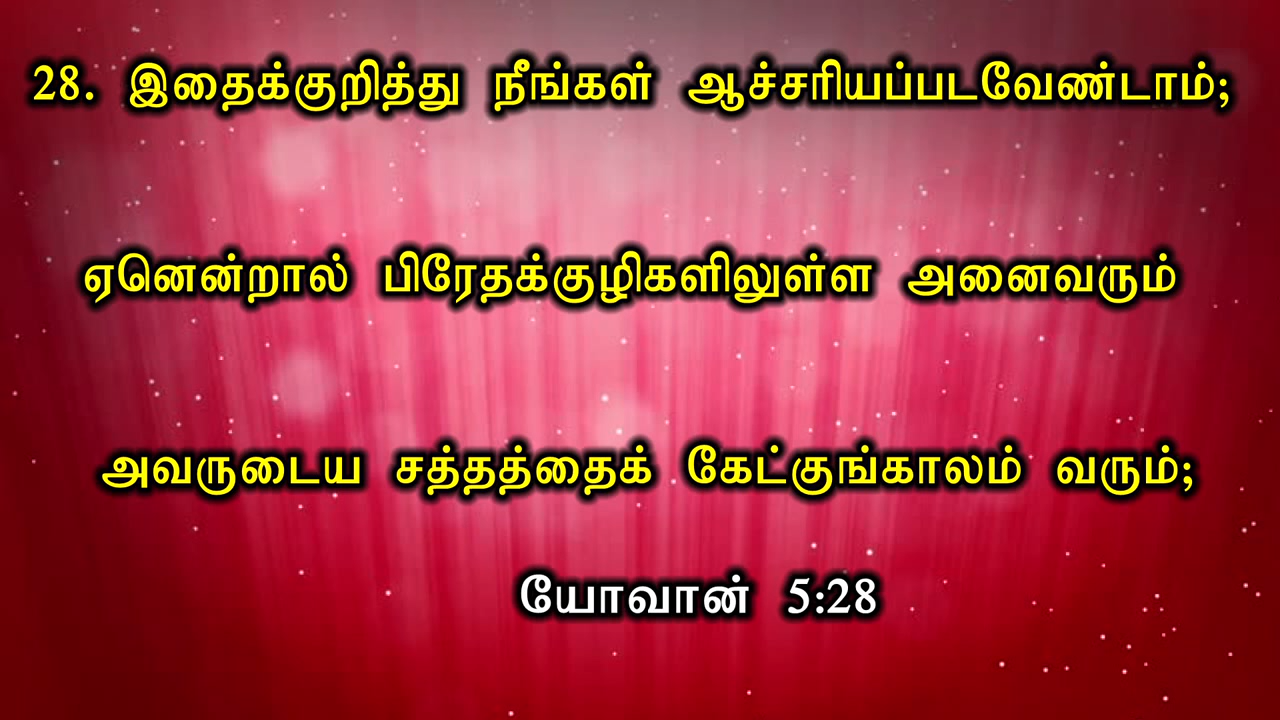 28. இதைக்குறித்து நீங்கள் ஆச்சரியப்படவேண்டாம்;
ஏனென்றால் பிரேதக்குழிகளிலுள்ள அனைவரும்
அவருடைய சத்தத்தைக் கேட்குங்காலம் வரும்;
யோவான் 5:28